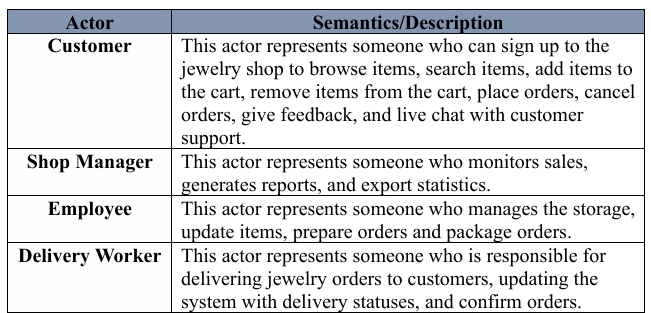 Actor Semantics/Description
Customer This actor represents someone who can sign up to the
jewelry shop to browse items, search items, add items to
the cart, remove items from the cart, place orders, cancel
orders, give feedback, and live chat with customer
support.
Shop Manager This actor represents someone who monitors sales,
generates reports, and export statistics.
Employee This actor represents someone who manages the storage,
update items, prepare orders and package orders.
Delivery Worker This actor represents someone who is responsible for
delivering jewelry orders to customers, updating the
system with delivery statuses, and confirm orders.